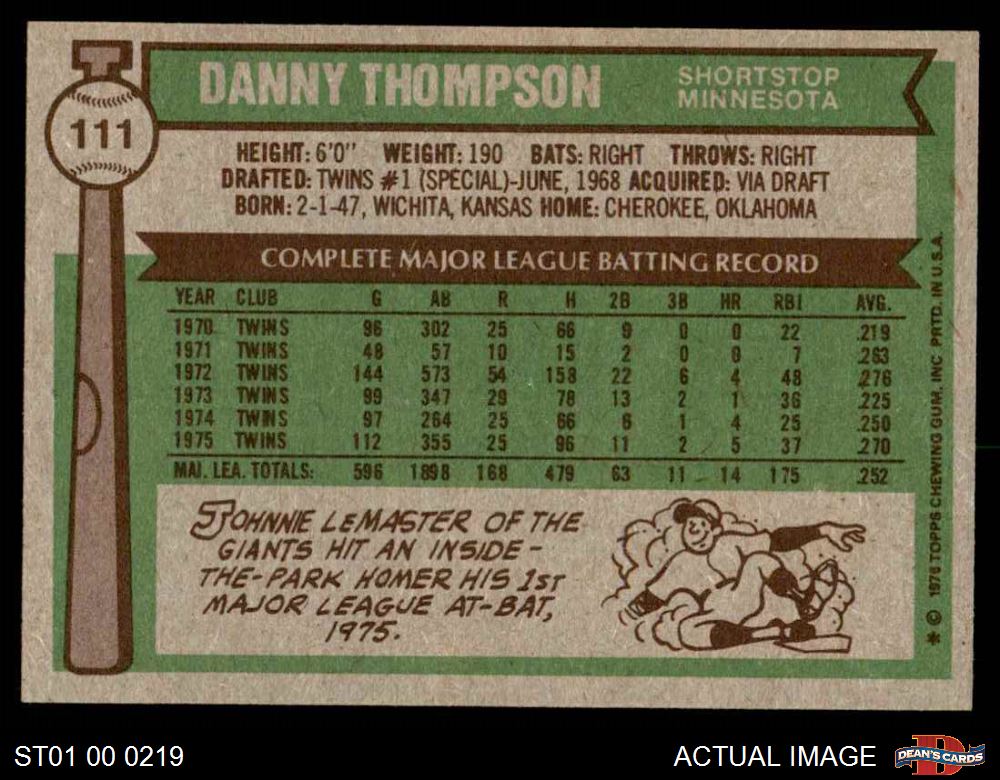 111
DANNY THOMPSON
SHORTSTOP
MINNESOTA
HEIGHT: 6'0" WEIGHT: 190 BATS: RIGHT THROWS: RIGHT
DRAFTED: TWINS #1 (SPECIAL)-JUNE, 1968 ACQUIRED: VIA DRAFT
BORN: 2-1-47, WICHITA, KANSAS HOME: CHEROKEE, OKLAHOMA
COMPLETE MAJOR LEAGUE BATTING RECORD
YEAR CLUB G AB R H 2B 3B HR RBI AVG.
1970 TWINS 96 302 25 66 9 0 0 22 .219
1971 TWINS 48 57 10 15 2 0 0 7 .263
1972 TWINS 144 573 54 158 22 6 4 48 .276
1973 TWINS 99 347 29 78 13 2 1 36 .225
1974 TWINS 97 264 25 66 6 1 4 25 .250
1975 TWINS 112 355 25 96 11 2 5 37 .270
MAJ. LEA. TOTALS: 596 1898 168 479 63 11 14 175 .252
JOHNNIE LEMASTER OF THE
GIANTS HIT AN INSIDE-
THE-PARK HOMER HIS 1ST
MAJOR LEAGUE AT-BAT,
1975.
* © 1976 TOPPS CHEWING GUM, INC PRTD. IN U.S.A.
ST01 00 0219
ACTUAL IMAGE
D
DEAN'S CARDS